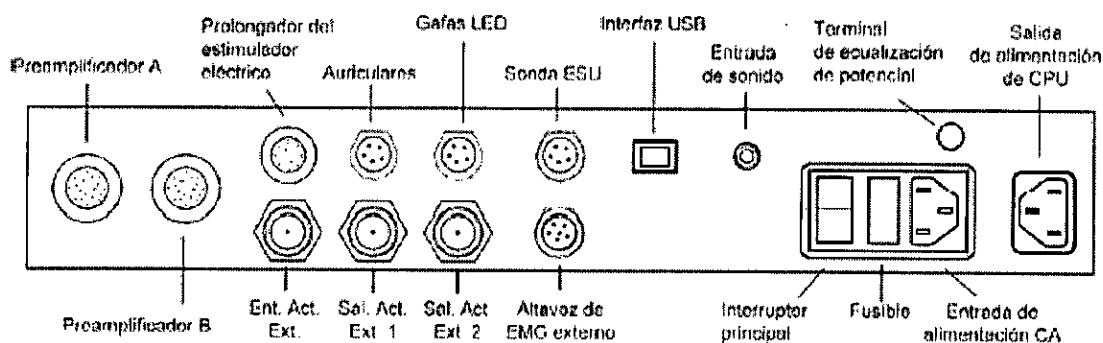 Preamplificador A
Prolongador del
estimulador
eléctrico
Auriculares
Gafas LED
Sonda ESU
Interfaz USB
Entrada
de sonido
Terminal
de ecualización
de potencial
Salida
de alimentación
de CPU
Preamplificador B
Ent. Act.
Ext.
Sal. Act.
Ext 1
Sal. Act
Ext 2
Altavoz de
EMG externo
Interruptor
principal
Fusible
Entrada de
alimentación CA